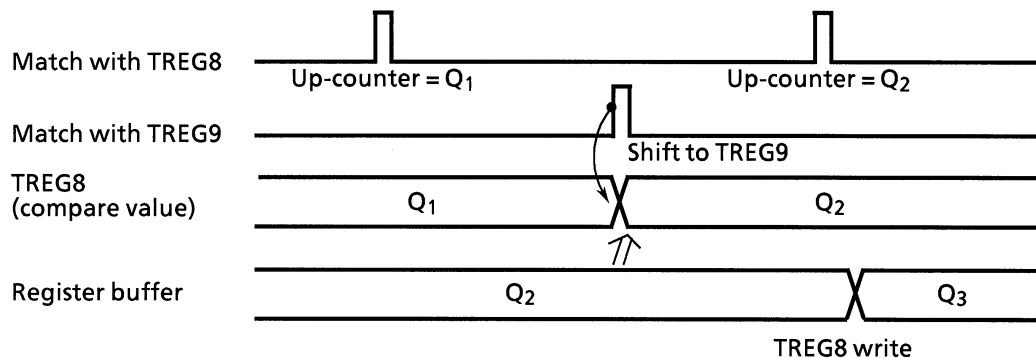 Match with TREG8
Up-counter = Q1
Up-counter = Q2
Match with TREG9
Shift to TREG9
TREG8
(compare value)
Q1
Q2
Register buffer
Q2
Q3
TREG8 write